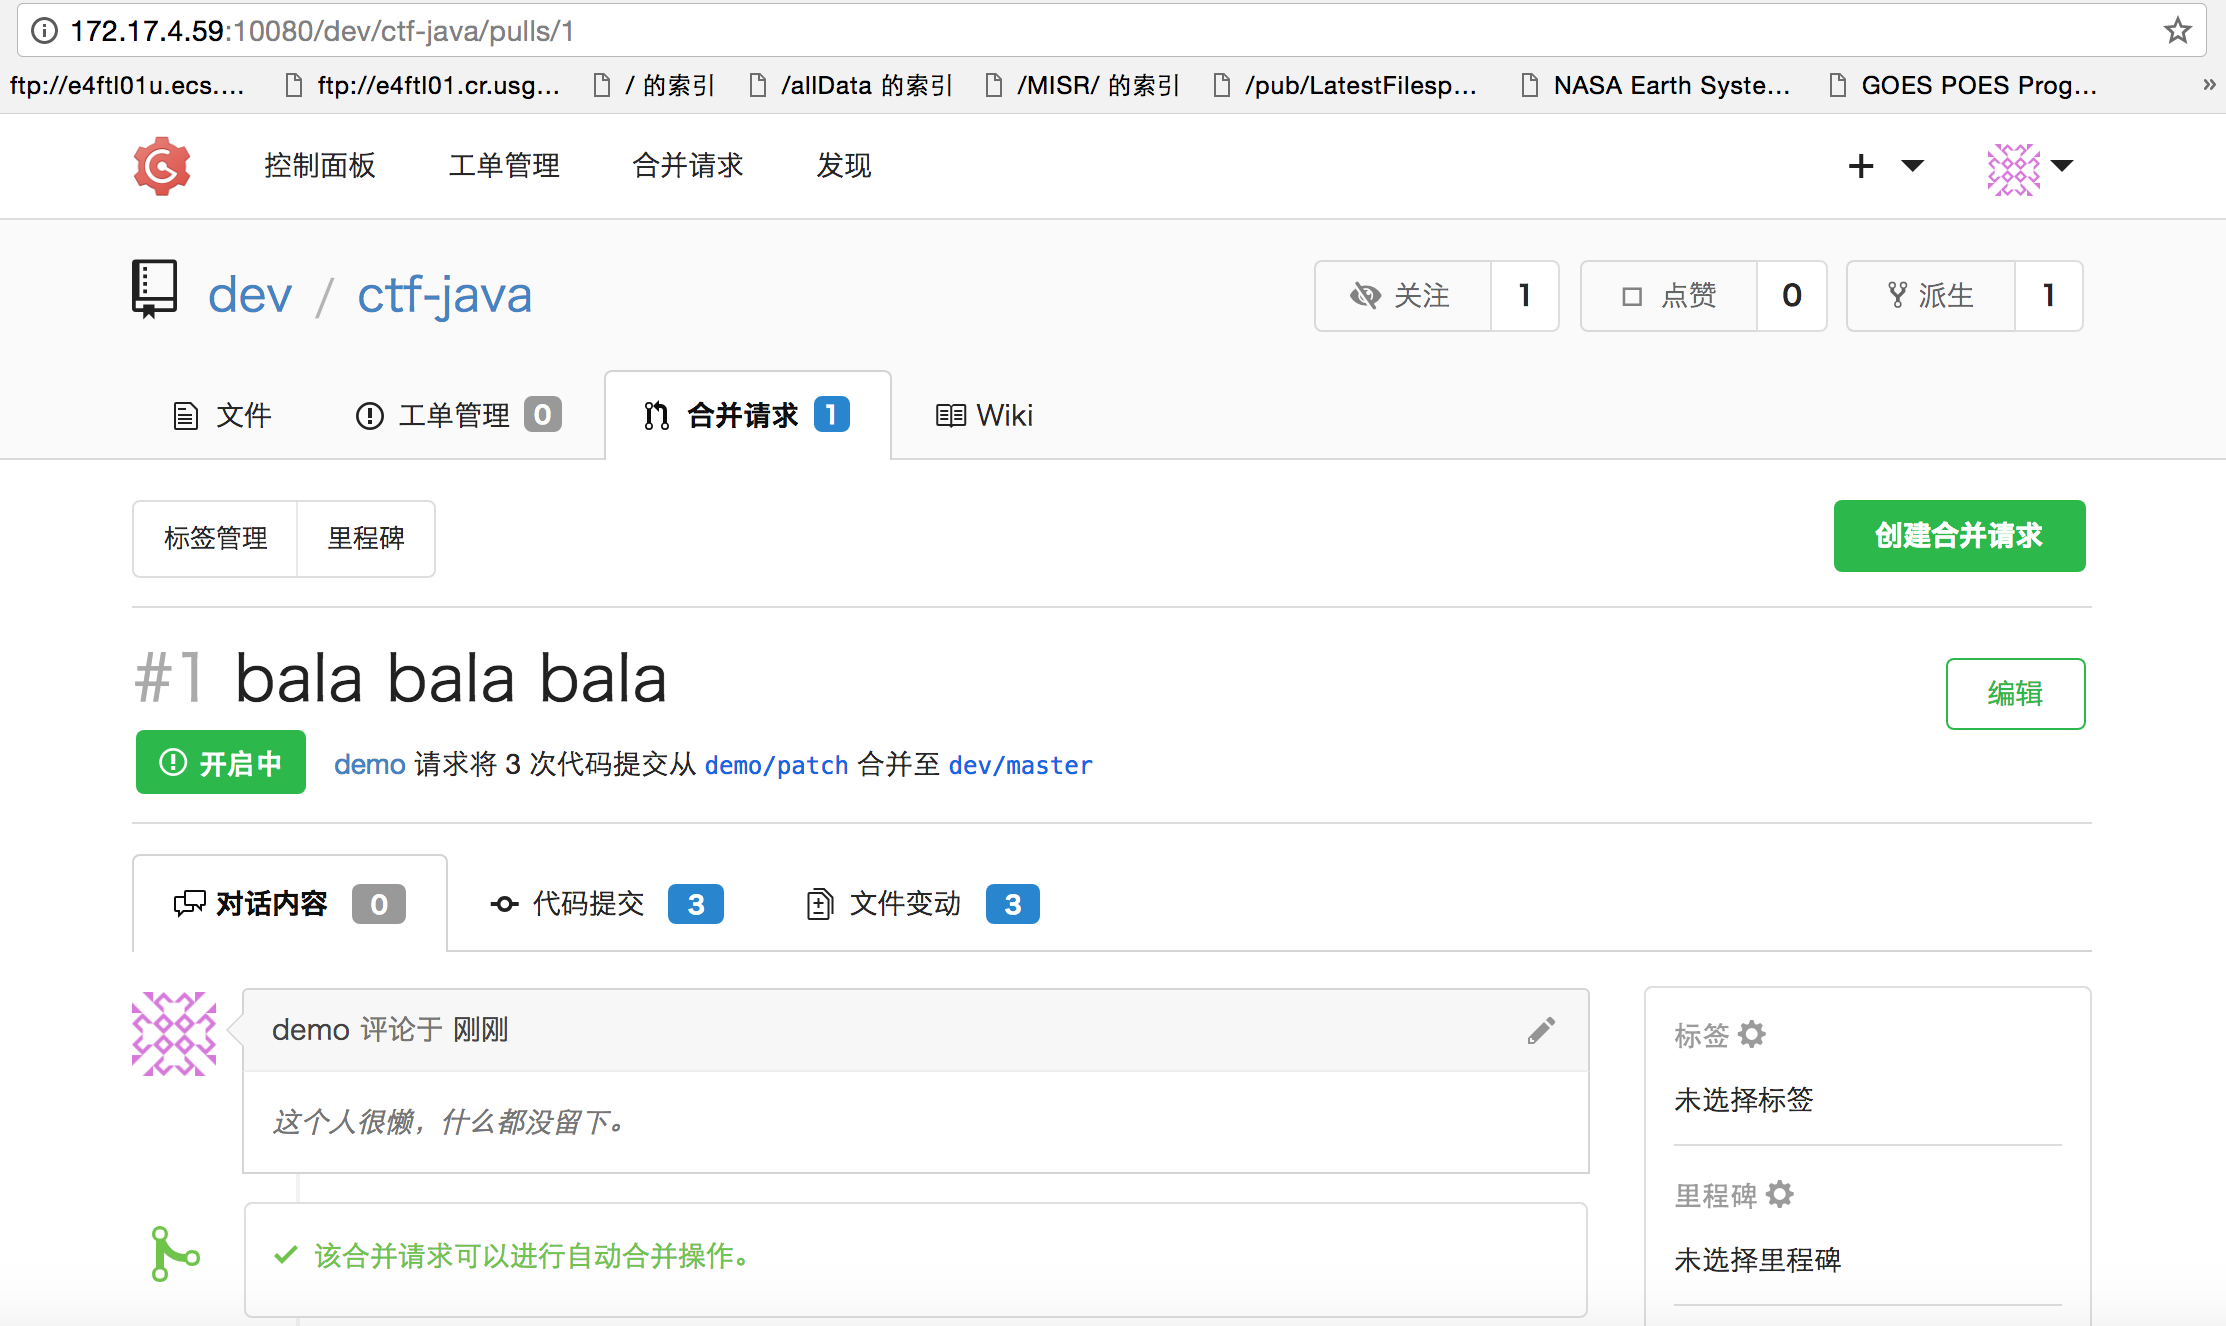 172.17.4.59:10080/dev/ctf-java/pulls/1
ftp://e4ftl01u.ecs.... ftp://e4ftl01.cr.usg... / 的索引 /allData 的索引 /MISR/ 的索引 /pub/LatestFilesp... NASA Earth Syste... GOES POES Prog... »
控制面板 工单管理 合并请求 发现
dev / ctf-java 关注 1 点赞 0 派生 1
文件 工单管理 0 合并请求 1 Wiki
标签管理 里程碑 创建合并请求
#1 bala bala bala 编辑
开启中 demo 请求将 3 次代码提交从 demo/patch 合并至 dev/master
对话内容 0 代码提交 3 文件变动 3
demo 评论于 刚刚
这个人很懒，什么都没留下。
该合并请求可以进行自动合并操作。
标签
未选择标签
里程碑
未选择里程碑